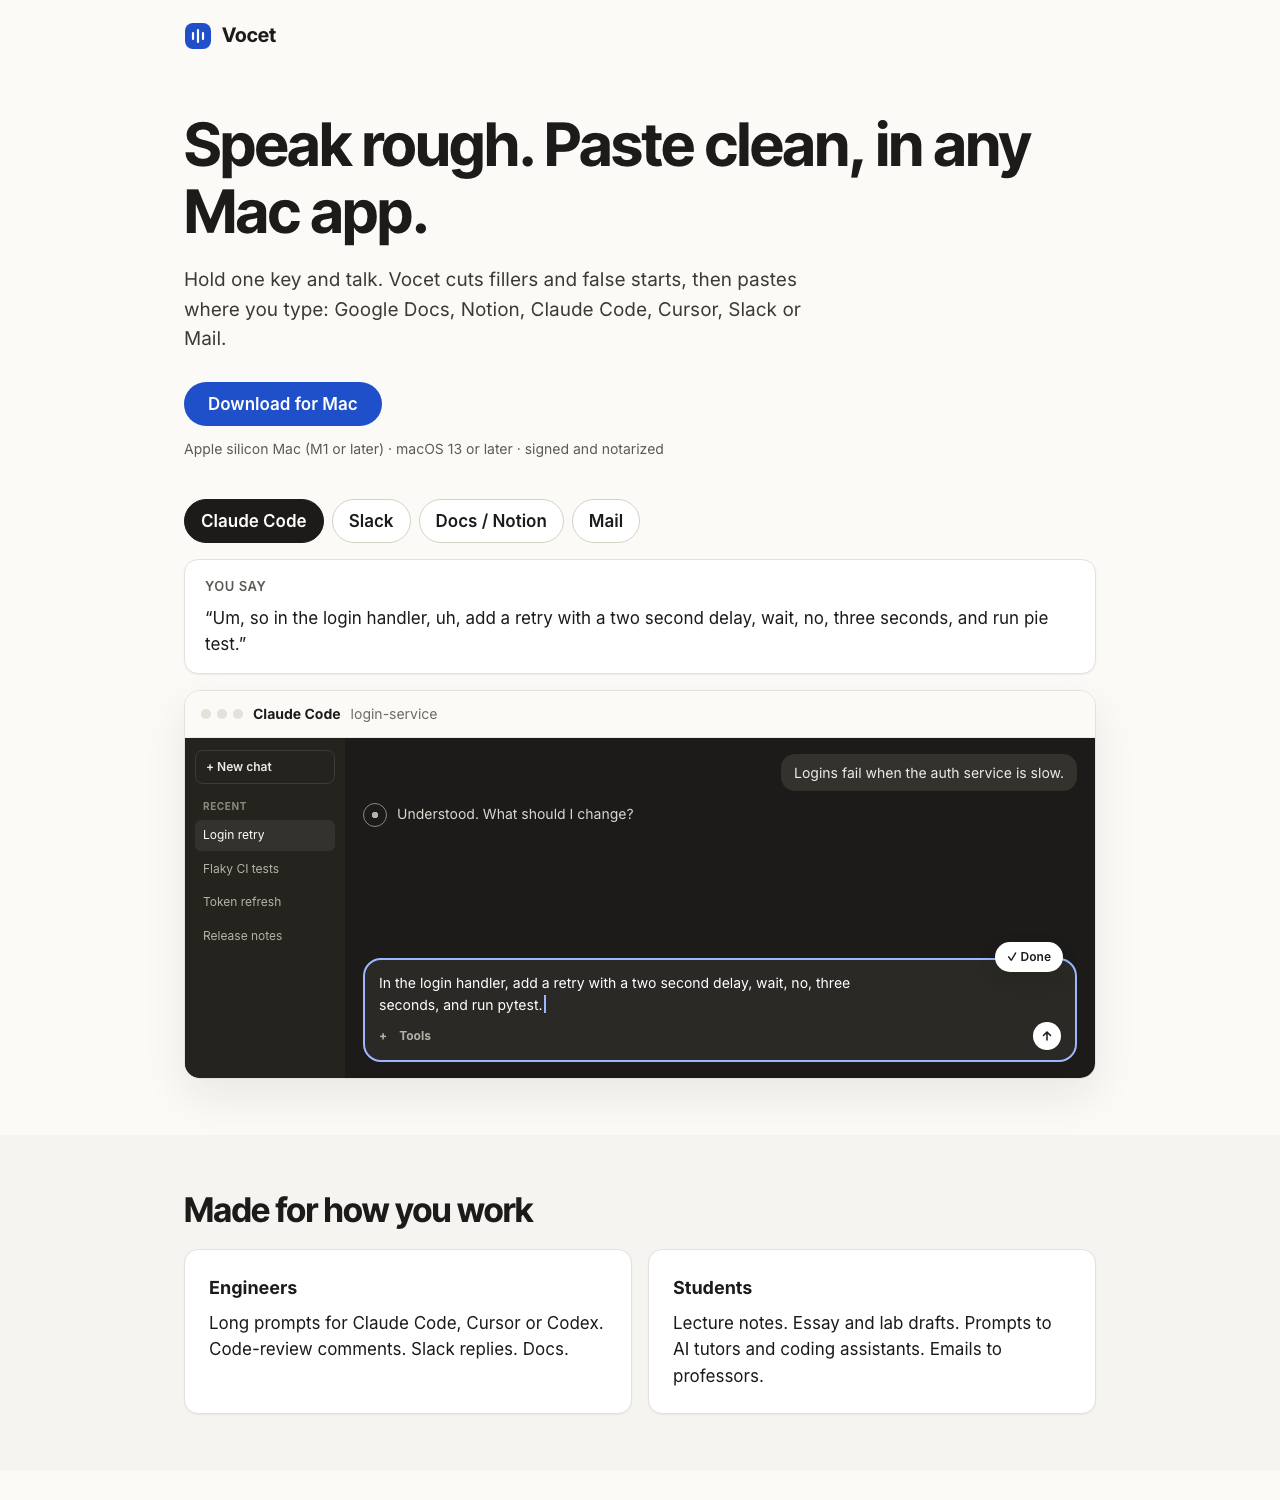 Vocet
Speak rough. Paste clean, in any
Mac app.
Hold one key and talk. Vocet cuts fillers and false starts, then pastes
where you type: Google Docs, Notion, Claude Code, Cursor, Slack or
Mail.
Download for Mac
Apple silicon Mac (M1 or later) · macOS 13 or later · signed and notarized
Claude Code Slack Docs / Notion Mail
YOU SAY
“Um, so in the login handler, uh, add a retry with a two second delay, wait, no, three seconds, and run pie
test.”
Claude Code login-service
+ New chat
RECENT
Login retry
Flaky CI tests
Token refresh
Release notes
Logins fail when the auth service is slow.
Understood. What should I change?
✓ Done
In the login handler, add a retry with a two second delay, wait, no, three
seconds, and run pytest.
+ Tools
Made for how you work
Engineers
Long prompts for Claude Code, Cursor or Codex.
Code-review comments. Slack replies. Docs.
Students
Lecture notes. Essay and lab drafts. Prompts to
AI tutors and coding assistants. Emails to
professors.